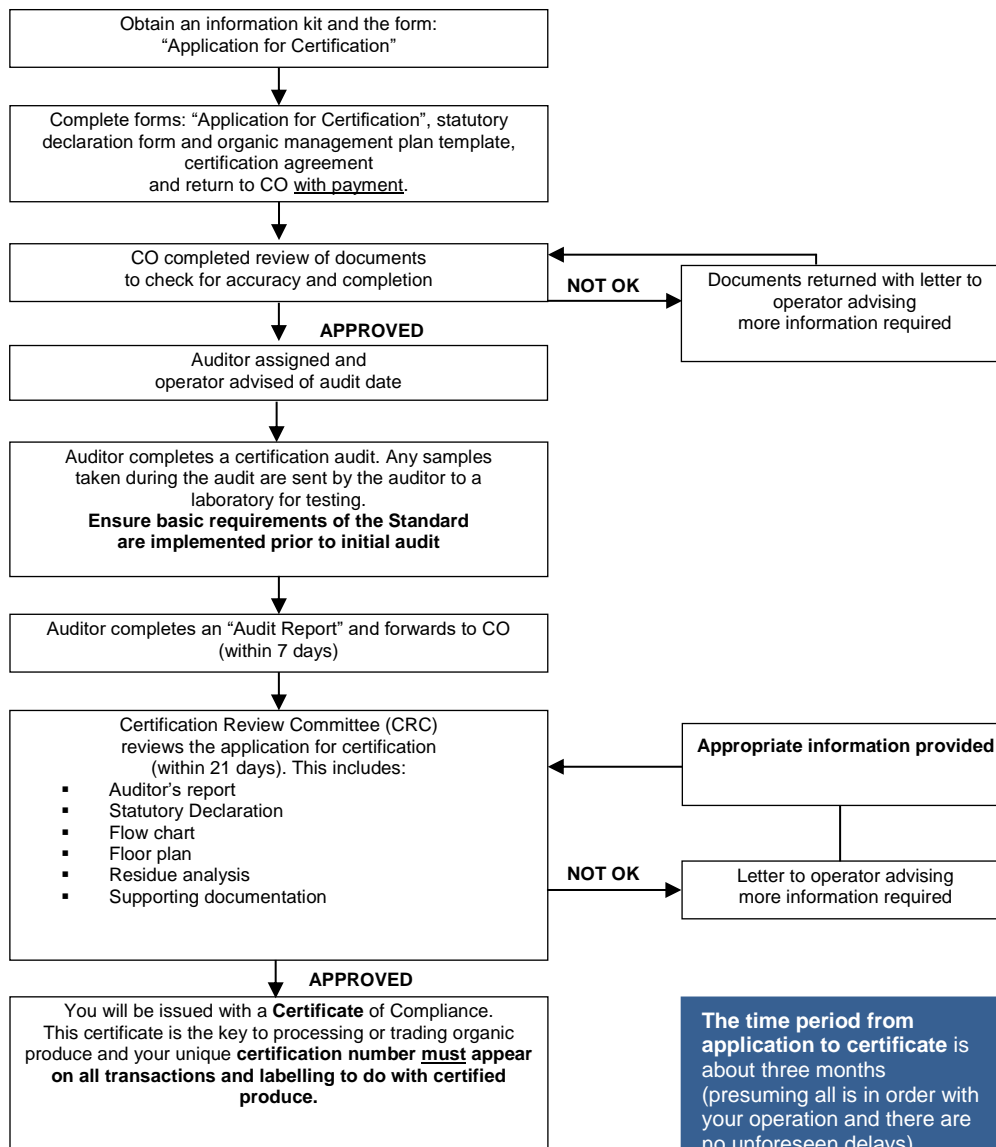 Obtain an information kit and the form:
“Application for Certification”
Complete forms: “Application for Certification”, statutory
declaration form and organic management plan template,
certification agreement
and return to CO with payment.
CO completed review of documents
to check for accuracy and completion
NOT OK
Documents returned with letter to
operator advising
more information required
APPROVED
Auditor assigned and
operator advised of audit date
Auditor completes a certification audit. Any samples
taken during the audit are sent by the auditor to a
laboratory for testing.
Ensure basic requirements of the Standard
are implemented prior to initial audit
Auditor completes an “Audit Report” and forwards to CO
(within 7 days)
Certification Review Committee (CRC)
reviews the application for certification
(within 21 days). This includes:
▪ Auditor’s report
▪ Statutory Declaration
▪ Flow chart
▪ Floor plan
▪ Residue analysis
▪ Supporting documentation
Appropriate information provided
NOT OK
Letter to operator advising
more information required
APPROVED
You will be issued with a Certificate of Compliance.
This certificate is the key to processing or trading organic
produce and your unique certification number must appear
on all transactions and labelling to do with certified
produce.
The time period from
application to certificate is
about three months
(presuming all is in order with
your operation and there are
no unforeseen delays)